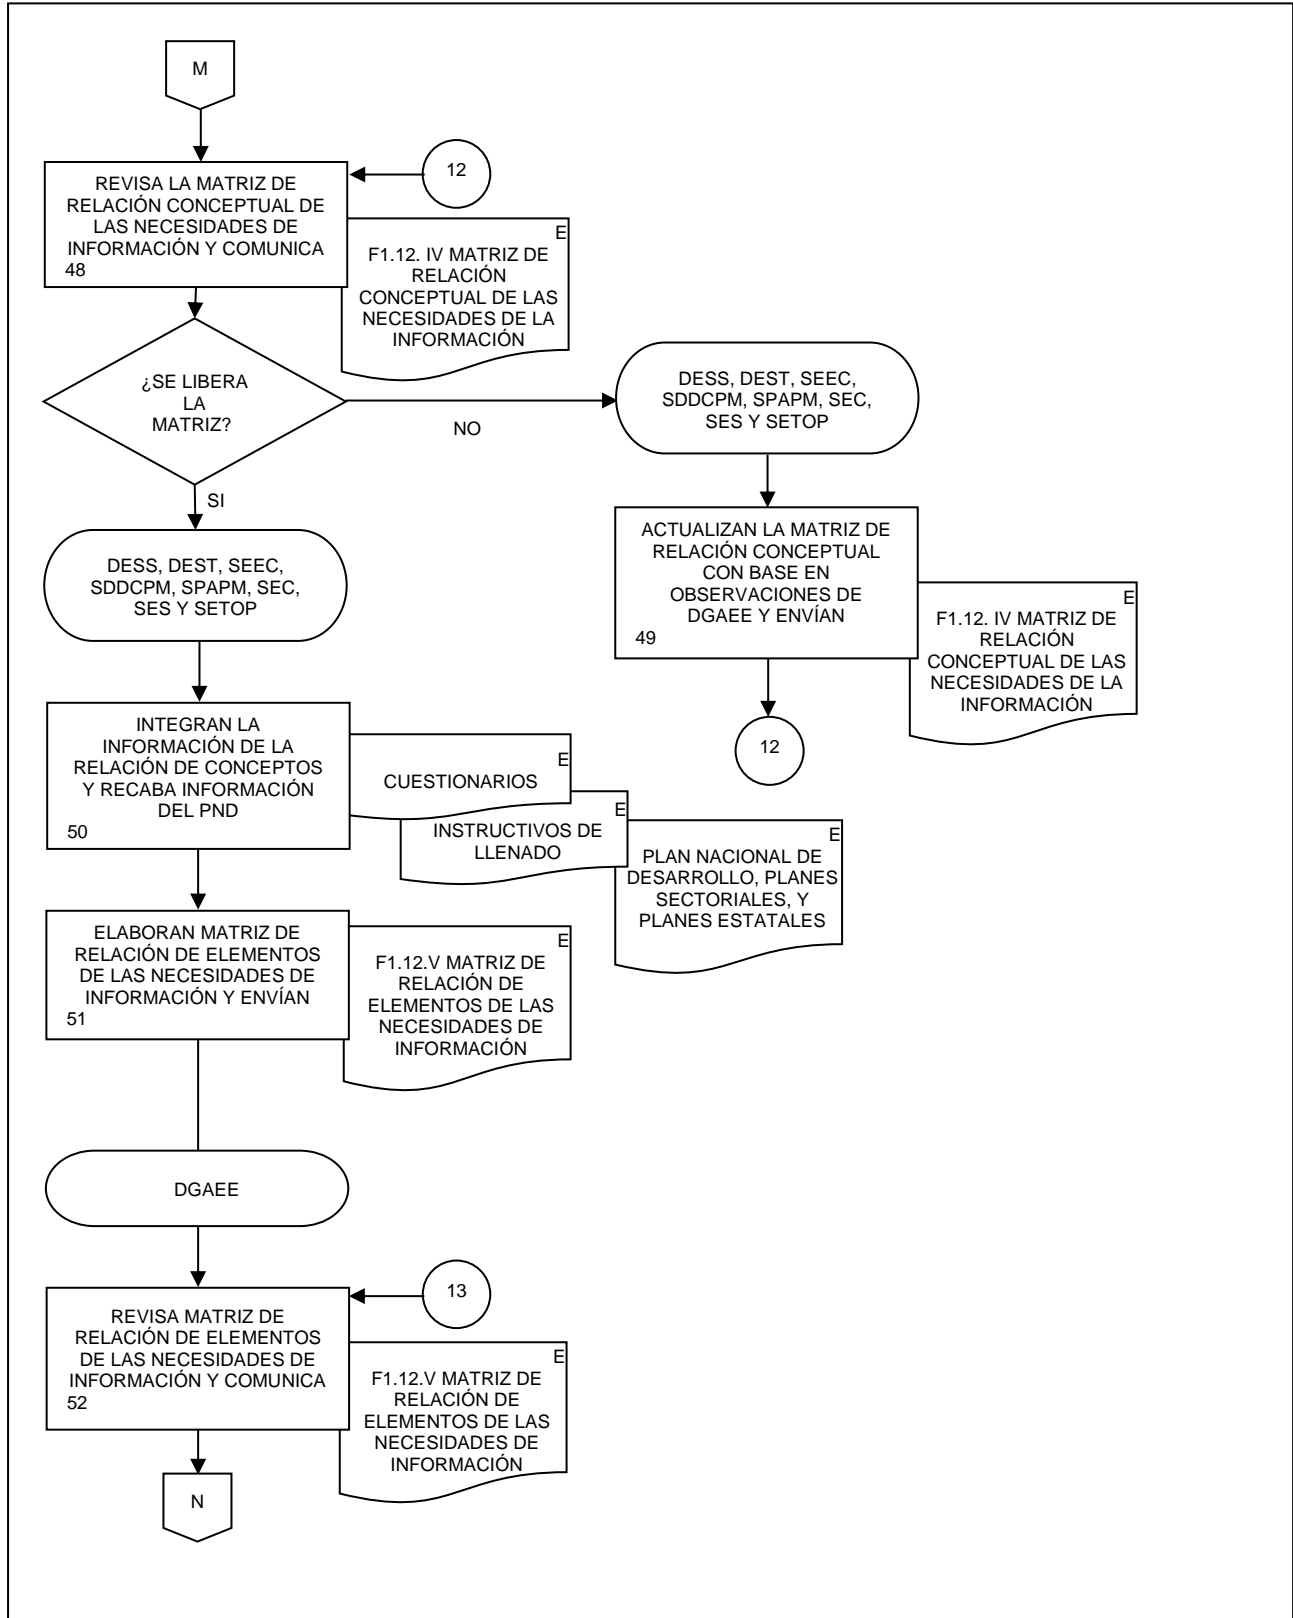 M
12
REVISA LA MATRIZ DE
RELACIÓN CONCEPTUAL DE
LAS NECESIDADES DE
INFORMACIÓN Y COMUNICA
48
E
F1.12. IV MATRIZ DE
RELACIÓN
CONCEPTUAL DE LAS
NECESIDADES DE LA
INFORMACIÓN
¿SE LIBERA
LA
MATRIZ?
NO
SI
DESS, DEST, SEEC,
SDDCPM, SPAPM, SEC,
SES Y SETOP
ACTUALIZAN LA MATRIZ DE
RELACIÓN CONCEPTUAL
CON BASE EN
OBSERVACIONES DE
DGAEE Y ENVÍAN
49
E
F1.12. IV MATRIZ DE
RELACIÓN
CONCEPTUAL DE LAS
NECESIDADES DE LA
INFORMACIÓN
12
DESS, DEST, SEEC,
SDDCPM, SPAPM, SEC,
SES Y SETOP
INTEGRAN LA
INFORMACIÓN DE LA
RELACIÓN DE CONCEPTOS
Y RECABA INFORMACIÓN
DEL PND
50
E
CUESTIONARIOS
E
INSTRUCTIVOS DE
LLENADO
E
PLAN NACIONAL DE
DESARROLLO, PLANES
SECTORIALES, Y
PLANES ESTATALES
ELABORAN MATRIZ DE
RELACIÓN DE ELEMENTOS
DE LAS NECESIDADES DE
INFORMACIÓN Y ENVÍAN
51
E
F1.12.V MATRIZ DE
RELACIÓN DE
ELEMENTOS DE LAS
NECESIDADES DE
INFORMACIÓN
DGAEE
13
REVISA MATRIZ DE
RELACIÓN DE ELEMENTOS
DE LAS NECESIDADES DE
INFORMACIÓN Y COMUNICA
52
E
F1.12.V MATRIZ DE
RELACIÓN DE
ELEMENTOS DE LAS
NECESIDADES DE
INFORMACIÓN
N